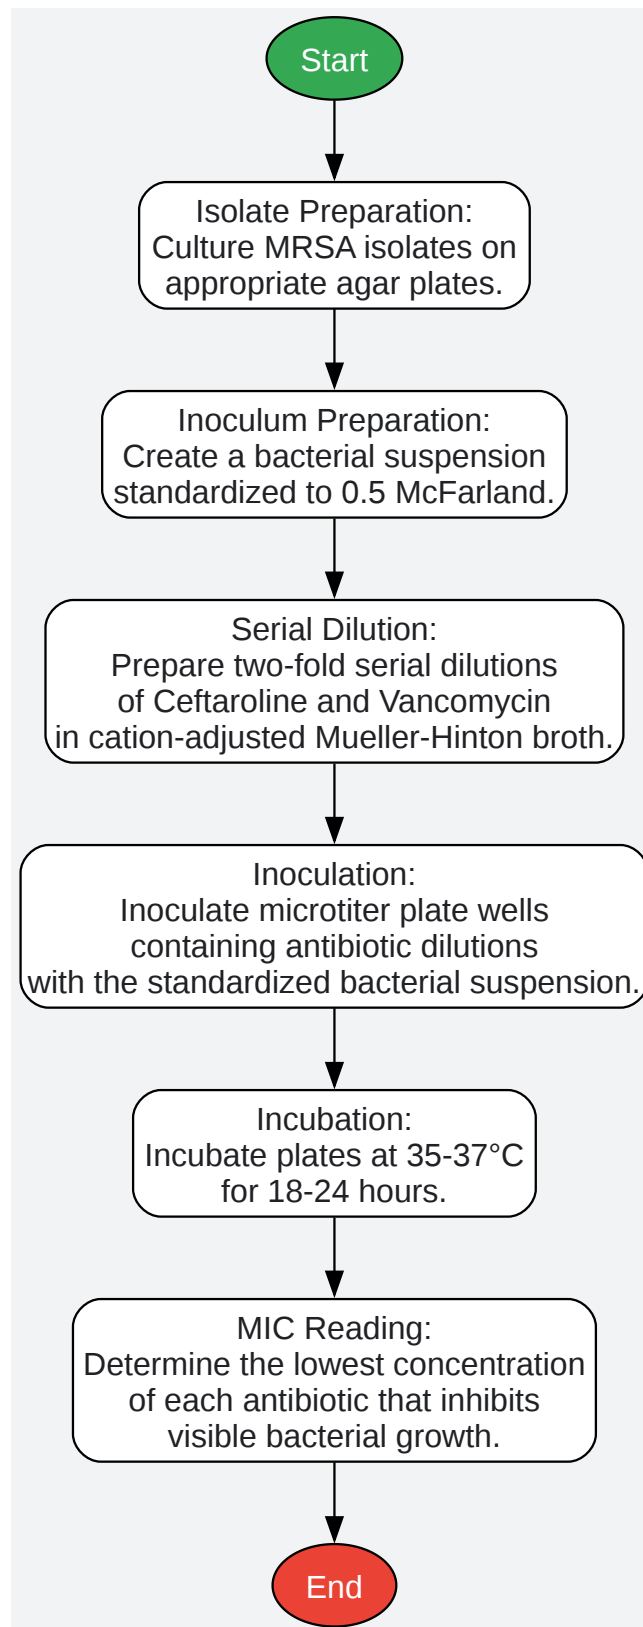 Start
Isolate Preparation:
Culture MRSA isolates on
appropriate agar plates.
Inoculum Preparation:
Create a bacterial suspension
standardized to 0.5 McFarland.
Serial Dilution:
Prepare two-fold serial dilutions
of Ceftaroline and Vancomycin
in cation-adjusted Mueller-Hinton broth.
Inoculation:
Inoculate microtiter plate wells
containing antibiotic dilutions
with the standardized bacterial suspension.
Incubation:
Incubate plates at 35-37°C
for 18-24 hours.
MIC Reading:
Determine the lowest concentration
of each antibiotic that inhibits
visible bacterial growth.
End